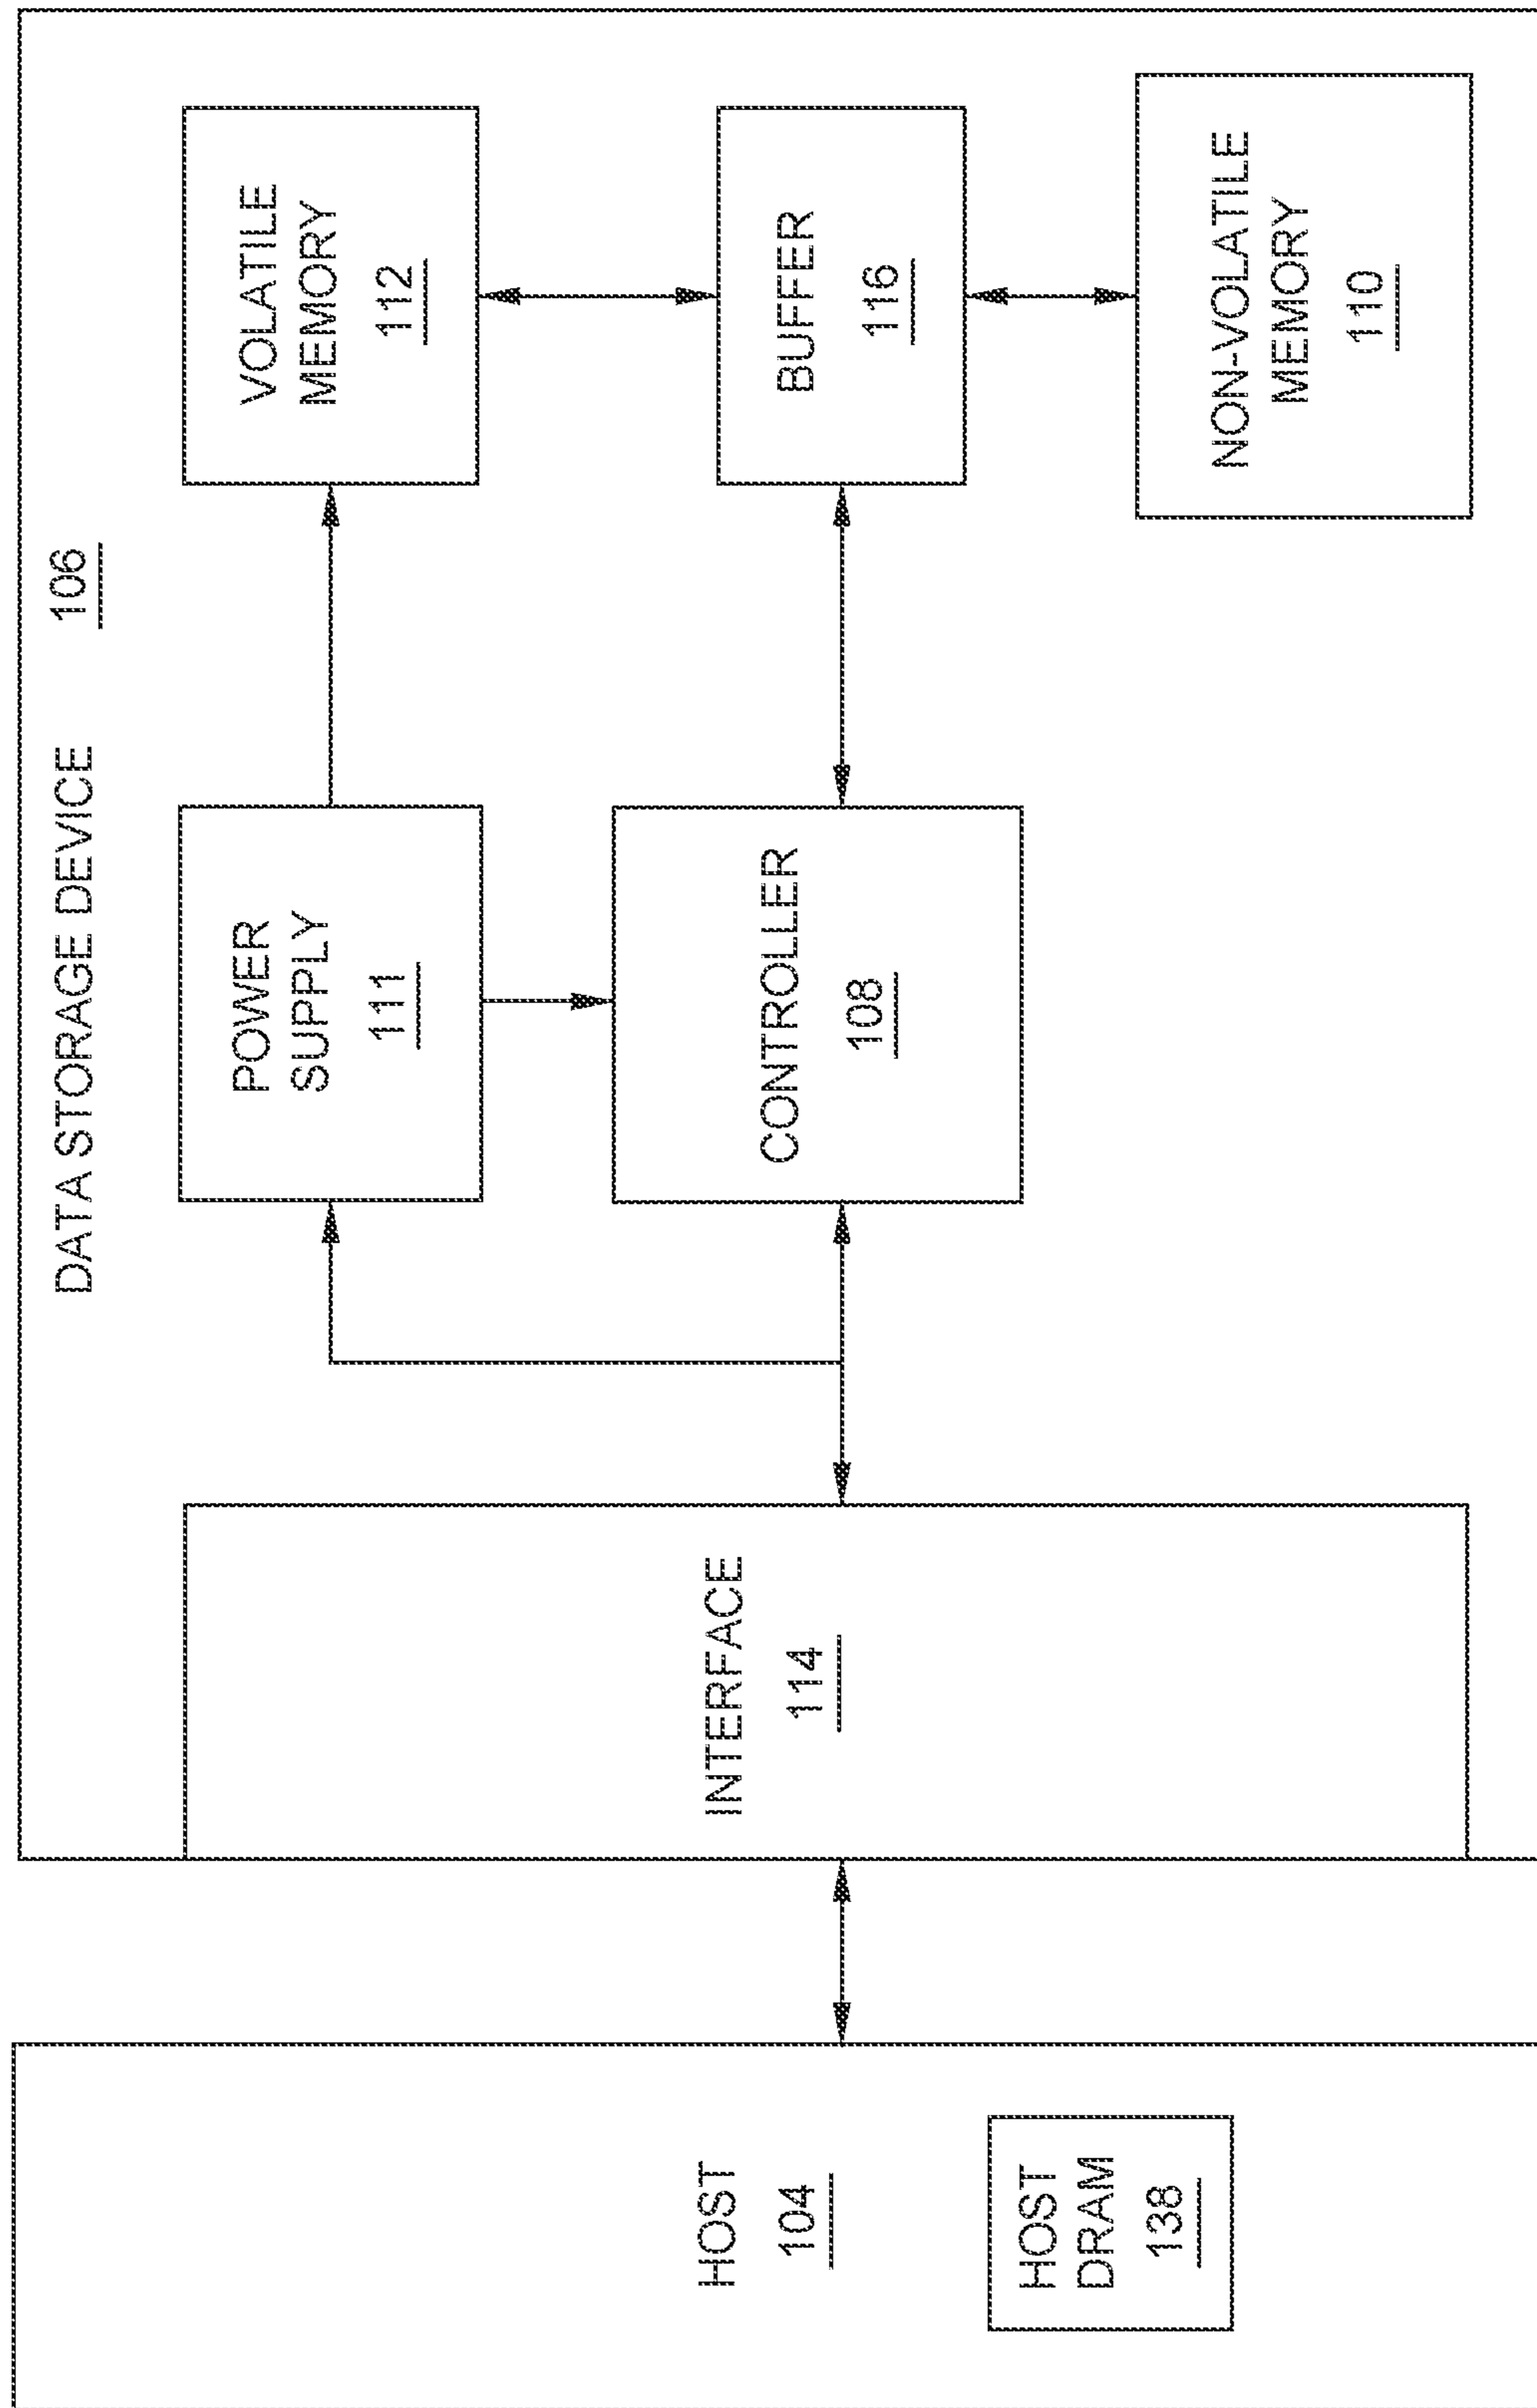 DATA STORAGE DEVICE 106
POWER
SUPPLY
111
VOLATILE
MEMORY
112
HOST
104
INTERFACE
114
CONTROLLER
108
BUFFER
116
HOST
DRAM
138
NON-VOLATILE
MEMORY
110